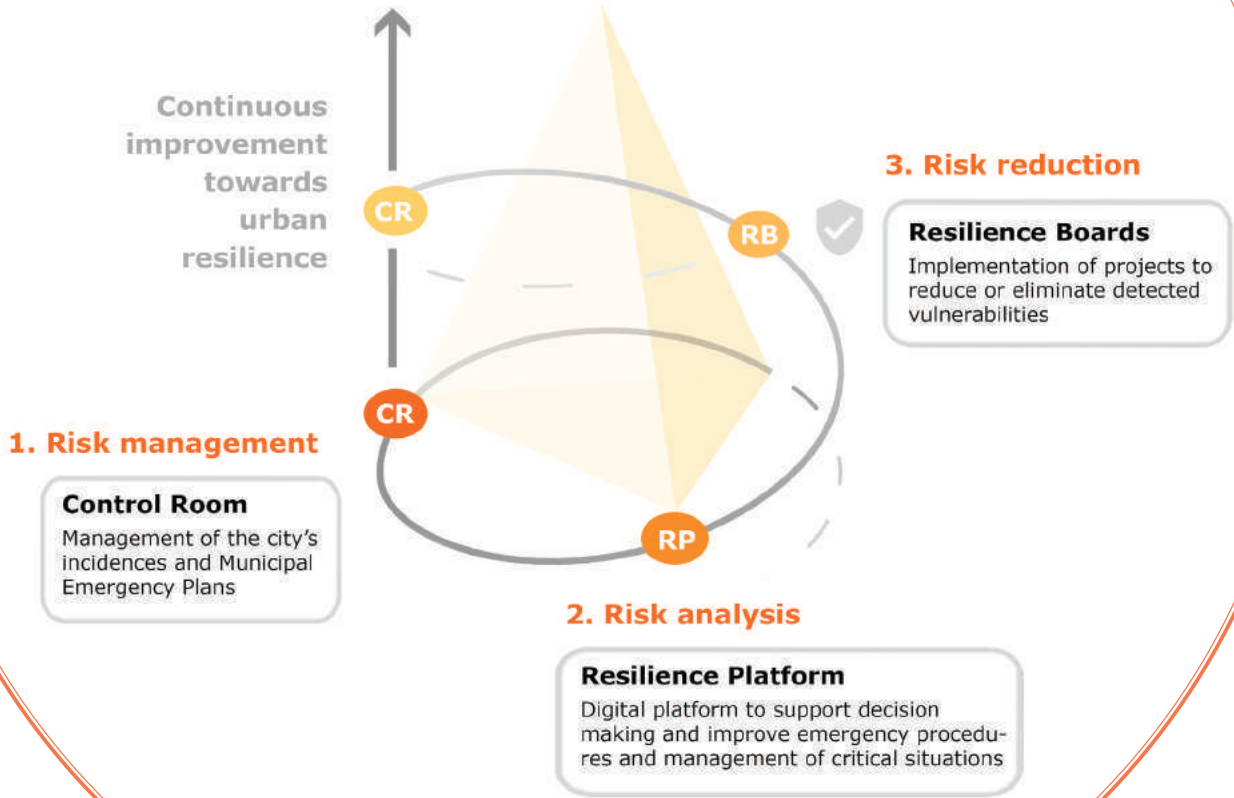 Continuous
improvement
towards
urban
resilience
CR
RB
CR
RP
1. Risk management
Control Room
Management of the city's
incidences and Municipal
Emergency Plans
2. Risk analysis
Resilience Platform
Digital platform to support decision
making and improve emergency procedu-
res and management of critical situations
3. Risk reduction
Resilience Boards
Implementation of projects to
reduce or eliminate detected
vulnerabilities